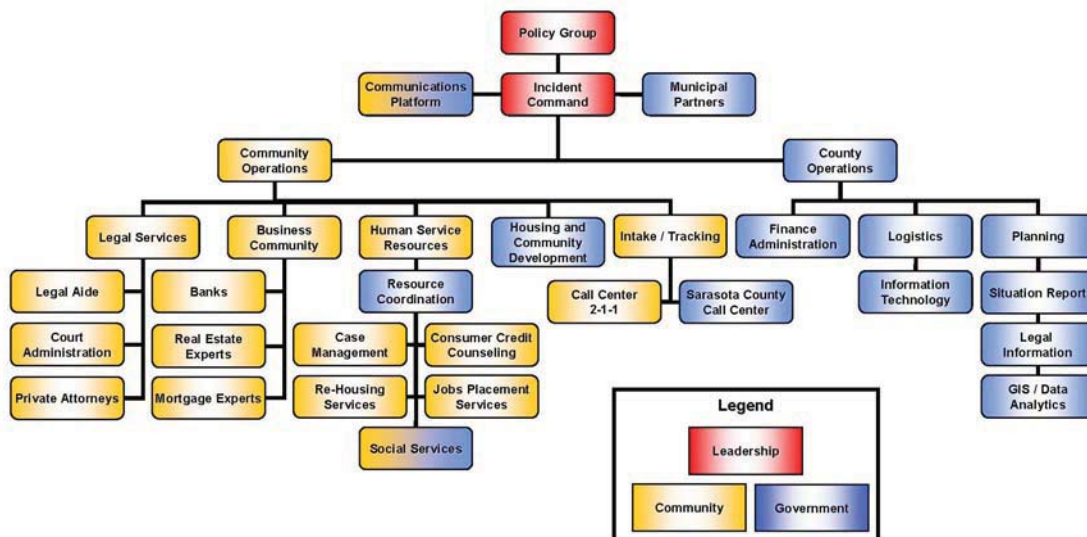 Policy Group
Communications
Platform
Incident
Command
Municipal
Partners
Community
Operations
County
Operations
Legal Services
Business
Community
Human Service
Resources
Housing and
Community
Development
Intake / Tracking
Finance
Administration
Logistics
Planning
Legal Aide
Banks
Resource
Coordination
Call Center
2-1-1
Sarasota County
Call Center
Information
Technology
Situation Report
Court
Administration
Real Estate
Experts
Case
Management
Consumer Credit
Counseling
Legal
Information
Private Attorneys
Mortgage Experts
Re-Housing
Services
Jobs Placement
Services
GIS / Data
Analytics
Social Services
Legend
Leadership
Community
Government